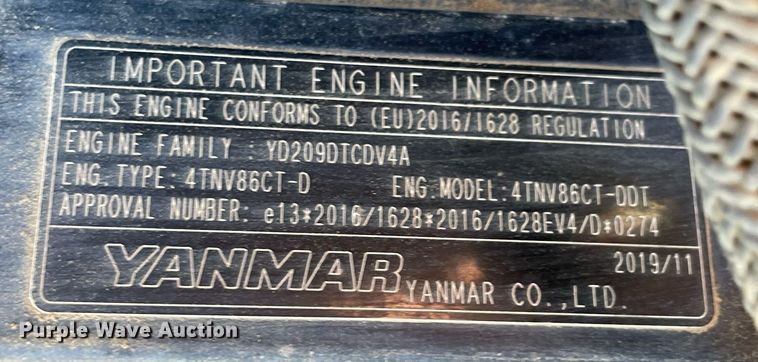 IMPORTANT ENGINE INFORMATION
THIS ENGINE CONFORMS TO (EU)2016/1628 REGULATION
ENGINE FAMILY : YD209DTCDV4A
ENG.TYPE: 4TNV86CT-D ENG.MODEL: 4TNV86CT-DDT
APPROVAL NUMBER: e13*2016/1628*2016/1628EV4/D*0274
2019/11
YANMAR YANMAR CO.,LTD.
Purple Wave Auction